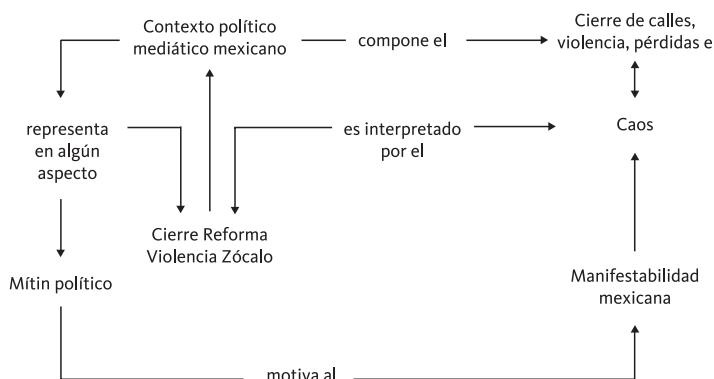 Contexto político
mediático mexicano
compone el
Cierre de calles,
violencia, pérdidas e
representa
en algún
aspecto
es interpretado
por el
Caos
Cierre Reforma
Violencia Zócalo
Mítin político
Manifestabilidad
mexicana
motiva al